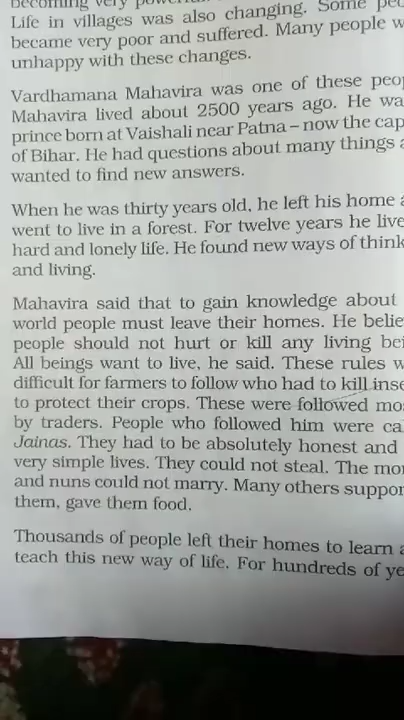 becoming very
Life in villages was also changing. Some
became very poor and suffered. Many people
unhappy with these changes.
Vardhamana Mahavira was one of these
Mahavira lived about 2500 years ago. He
prince born at Vaishali near Patna – now the
of Bihar. He had questions about many things
wanted to find new answers.
When he was thirty years old, he left his home
went to live in a forest. For twelve years he
hard and lonely life. He found new ways of
and living.
Mahavira said that to gain knowledge about
world people must leave their homes. He
people should not hurt or kill any living
All beings want to live, he said. These rules
difficult for farmers to follow who had to kill
to protect their crops. These were followed
by traders. People who followed him were
Jainas. They had to be absolutely honest and
very simple lives. They could not steal. The
and nuns could not marry. Many others
them, gave them food.
Thousands of people left their homes to learn
teach this new way of life. For hundreds of